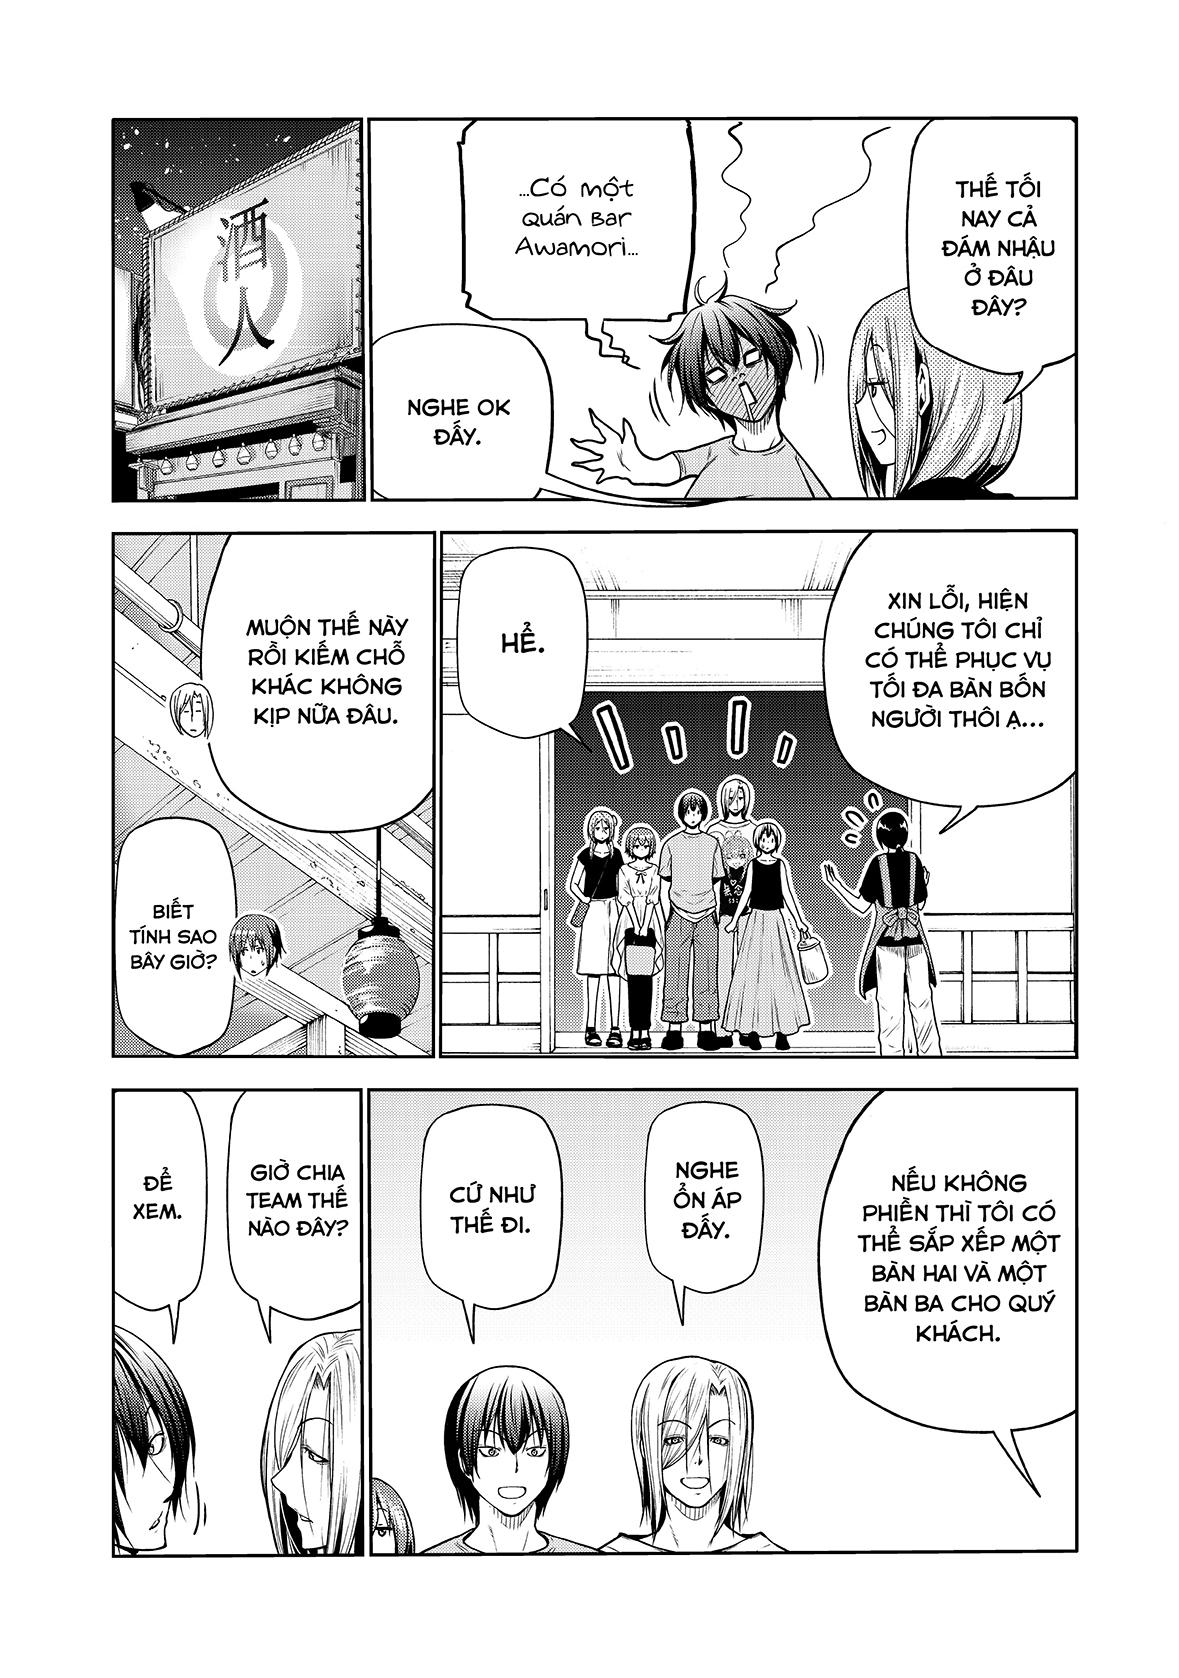 THẾ TỐI
NAY CẢ
ĐÁM NHẬU
Ở ĐÂU
ĐÂY?
...Có một
quán bar
Awamori...
NGHE OK
ĐẤY.
酒
人
XIN LỖI, HIỆN
CHÚNG TÔI CHỈ
CÓ THỂ PHỤC VỤ
TỐI ĐA BÀN BỐN
NGƯỜI THÔI Ạ...
HỂ.
MUỘN THẾ NÀY
RỒI KIẾM CHỖ
KHÁC KHÔNG
KỊP NỮA ĐÂU.
BIẾT
TÍNH SAO
BÂY GIỜ?
NẾU KHÔNG
PHIỀN THÌ TÔI CÓ
THỂ SẮP XẾP MỘT
BÀN HAI VÀ MỘT
BÀN BA CHO QUÝ
KHÁCH.
NGHE
ỔN ÁP
ĐẤY.
CỨ NHƯ
THẾ ĐI.
GIỜ CHIA
TEAM THẾ
NÀO ĐÂY?
ĐỂ
XEM.